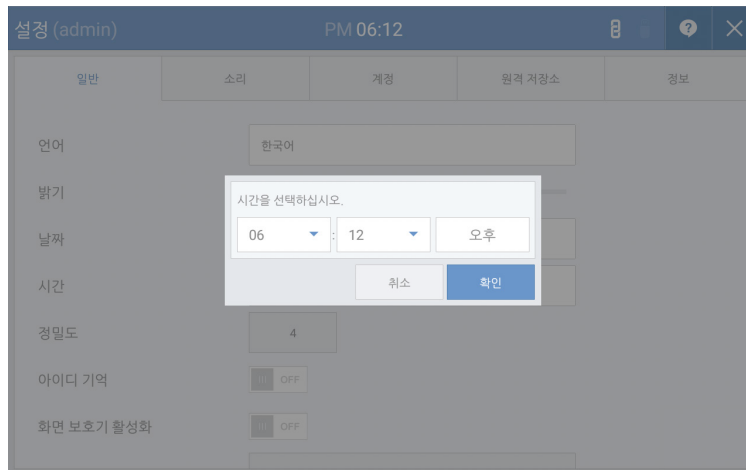 설정 (admin) PM 06:12
일반 소리 계정 원격 저장소 정보
언어 한국어
밝기
시간을 선택하십시오.
날짜
06 : 12 오후
시간
취소 확인
정밀도 4
아이디 기억 OFF
화면 보호기 활성화 OFF